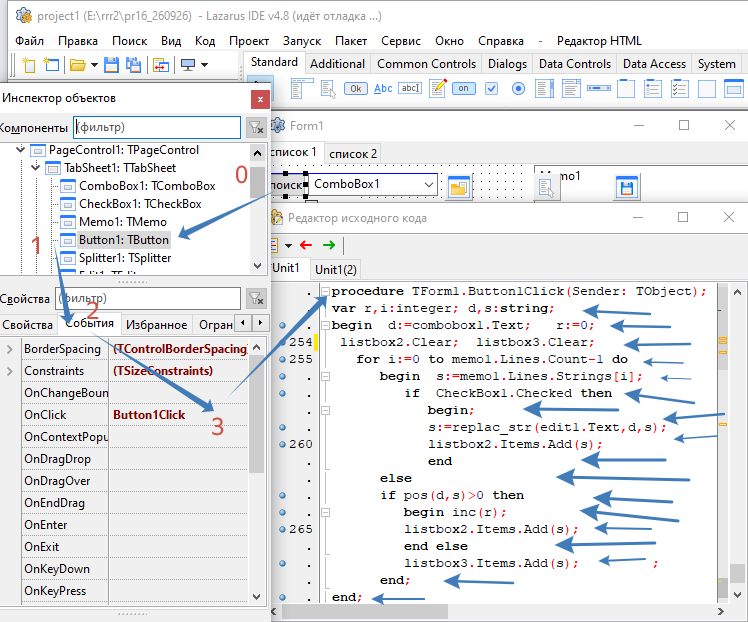 project1 (E:\rrr2\pr16_260926) - Lazarus IDE v4.8 (идёт отладка ...)
Файл Правка Поиск Вид Код Проект Запуск Пакет Сервис Окно Справка - Редактор HTML
Standard Additional Common Controls Dialogs Data Controls Data Access System
Ok Abc abcI on
Инспектор объектов x
Компоненты (фильтр)
PageControl1: TPageControl
TabSheet1: TTabSheet
ComboBox1: TComboBox
CheckBox1: TCheckBox
Memo1: TMemo
Button1: TButton
Splitter1: TSplitter
0
1
2
3
Свойства (фильтр)
Свойства События Избранное Огран
BorderSpacing (TControlBorderSpacing
Constraints (TSizeConstraints)
OnChangeBoun
OnClick Button1Click
OnContextPopu
OnDragDrop
OnDragOver
OnEndDrag
OnEnter
OnExit
OnKeyDown
OnKeyPress
Form1
список 1 список 2
поиск ComboBox1 Memo1
Редактор исходного кода
Unit1 Unit1(2)
. procedure TForm1.Button1Click(Sender: TObject);
. var r,i:integer; d,s:string;
. begin d:=combobox1.Text; r:=0;
254 listbox2.Clear; listbox3.Clear;
255 for i:=0 to memo1.Lines.Count-1 do
. begin s:=memo1.Lines.Strings[i];
. if CheckBox1.Checked then
. begin;
. s:=replac_str(edit1.Text,d,s);
260 listbox2.Items.Add(s);
. end
. else
. if pos(d,s)>0 then
. begin inc(r);
265 listbox2.Items.Add(s);
. end else
. listbox3.Items.Add(s); ;
. end;
. end;